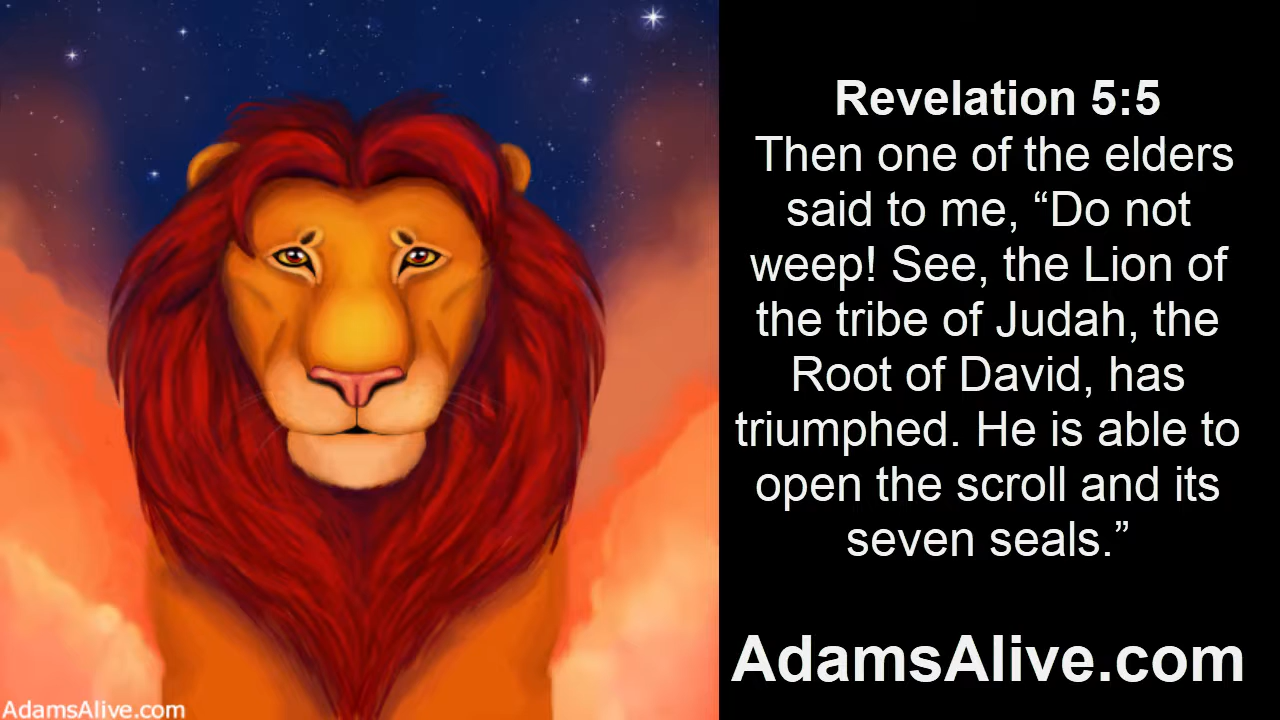 Revelation 5:5
Then one of the elders
said to me, “Do not
weep! See, the Lion of
the tribe of Judah, the
Root of David, has
triumphed. He is able to
open the scroll and its
seven seals.”
AdamsAlive.com
AdamsAlive.com